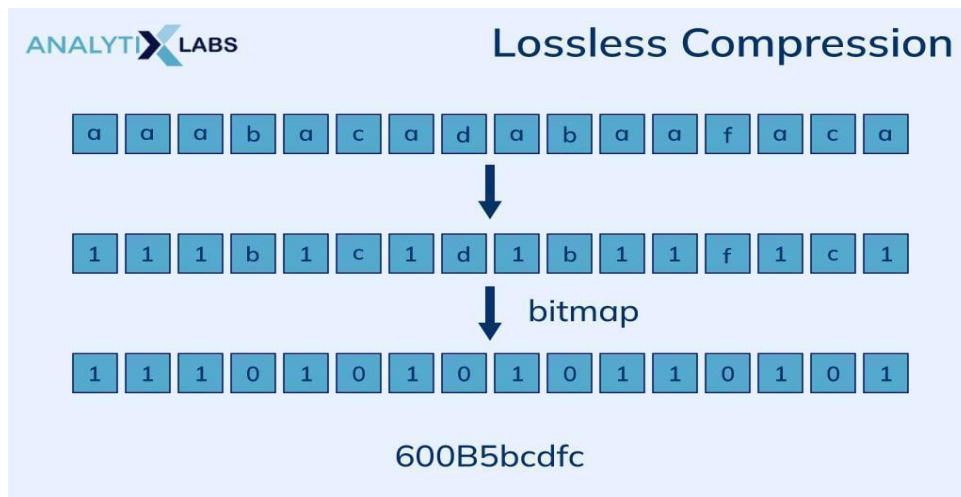 ANALYTIX LABS
Lossless Compression
a a a b a c a d a b a a f a c a
1 1 1 b 1 c 1 d 1 b 1 1 f 1 c 1
bitmap
1 1 1 0 1 0 1 0 1 0 1 1 0 1 0 1
600B5bcdfc